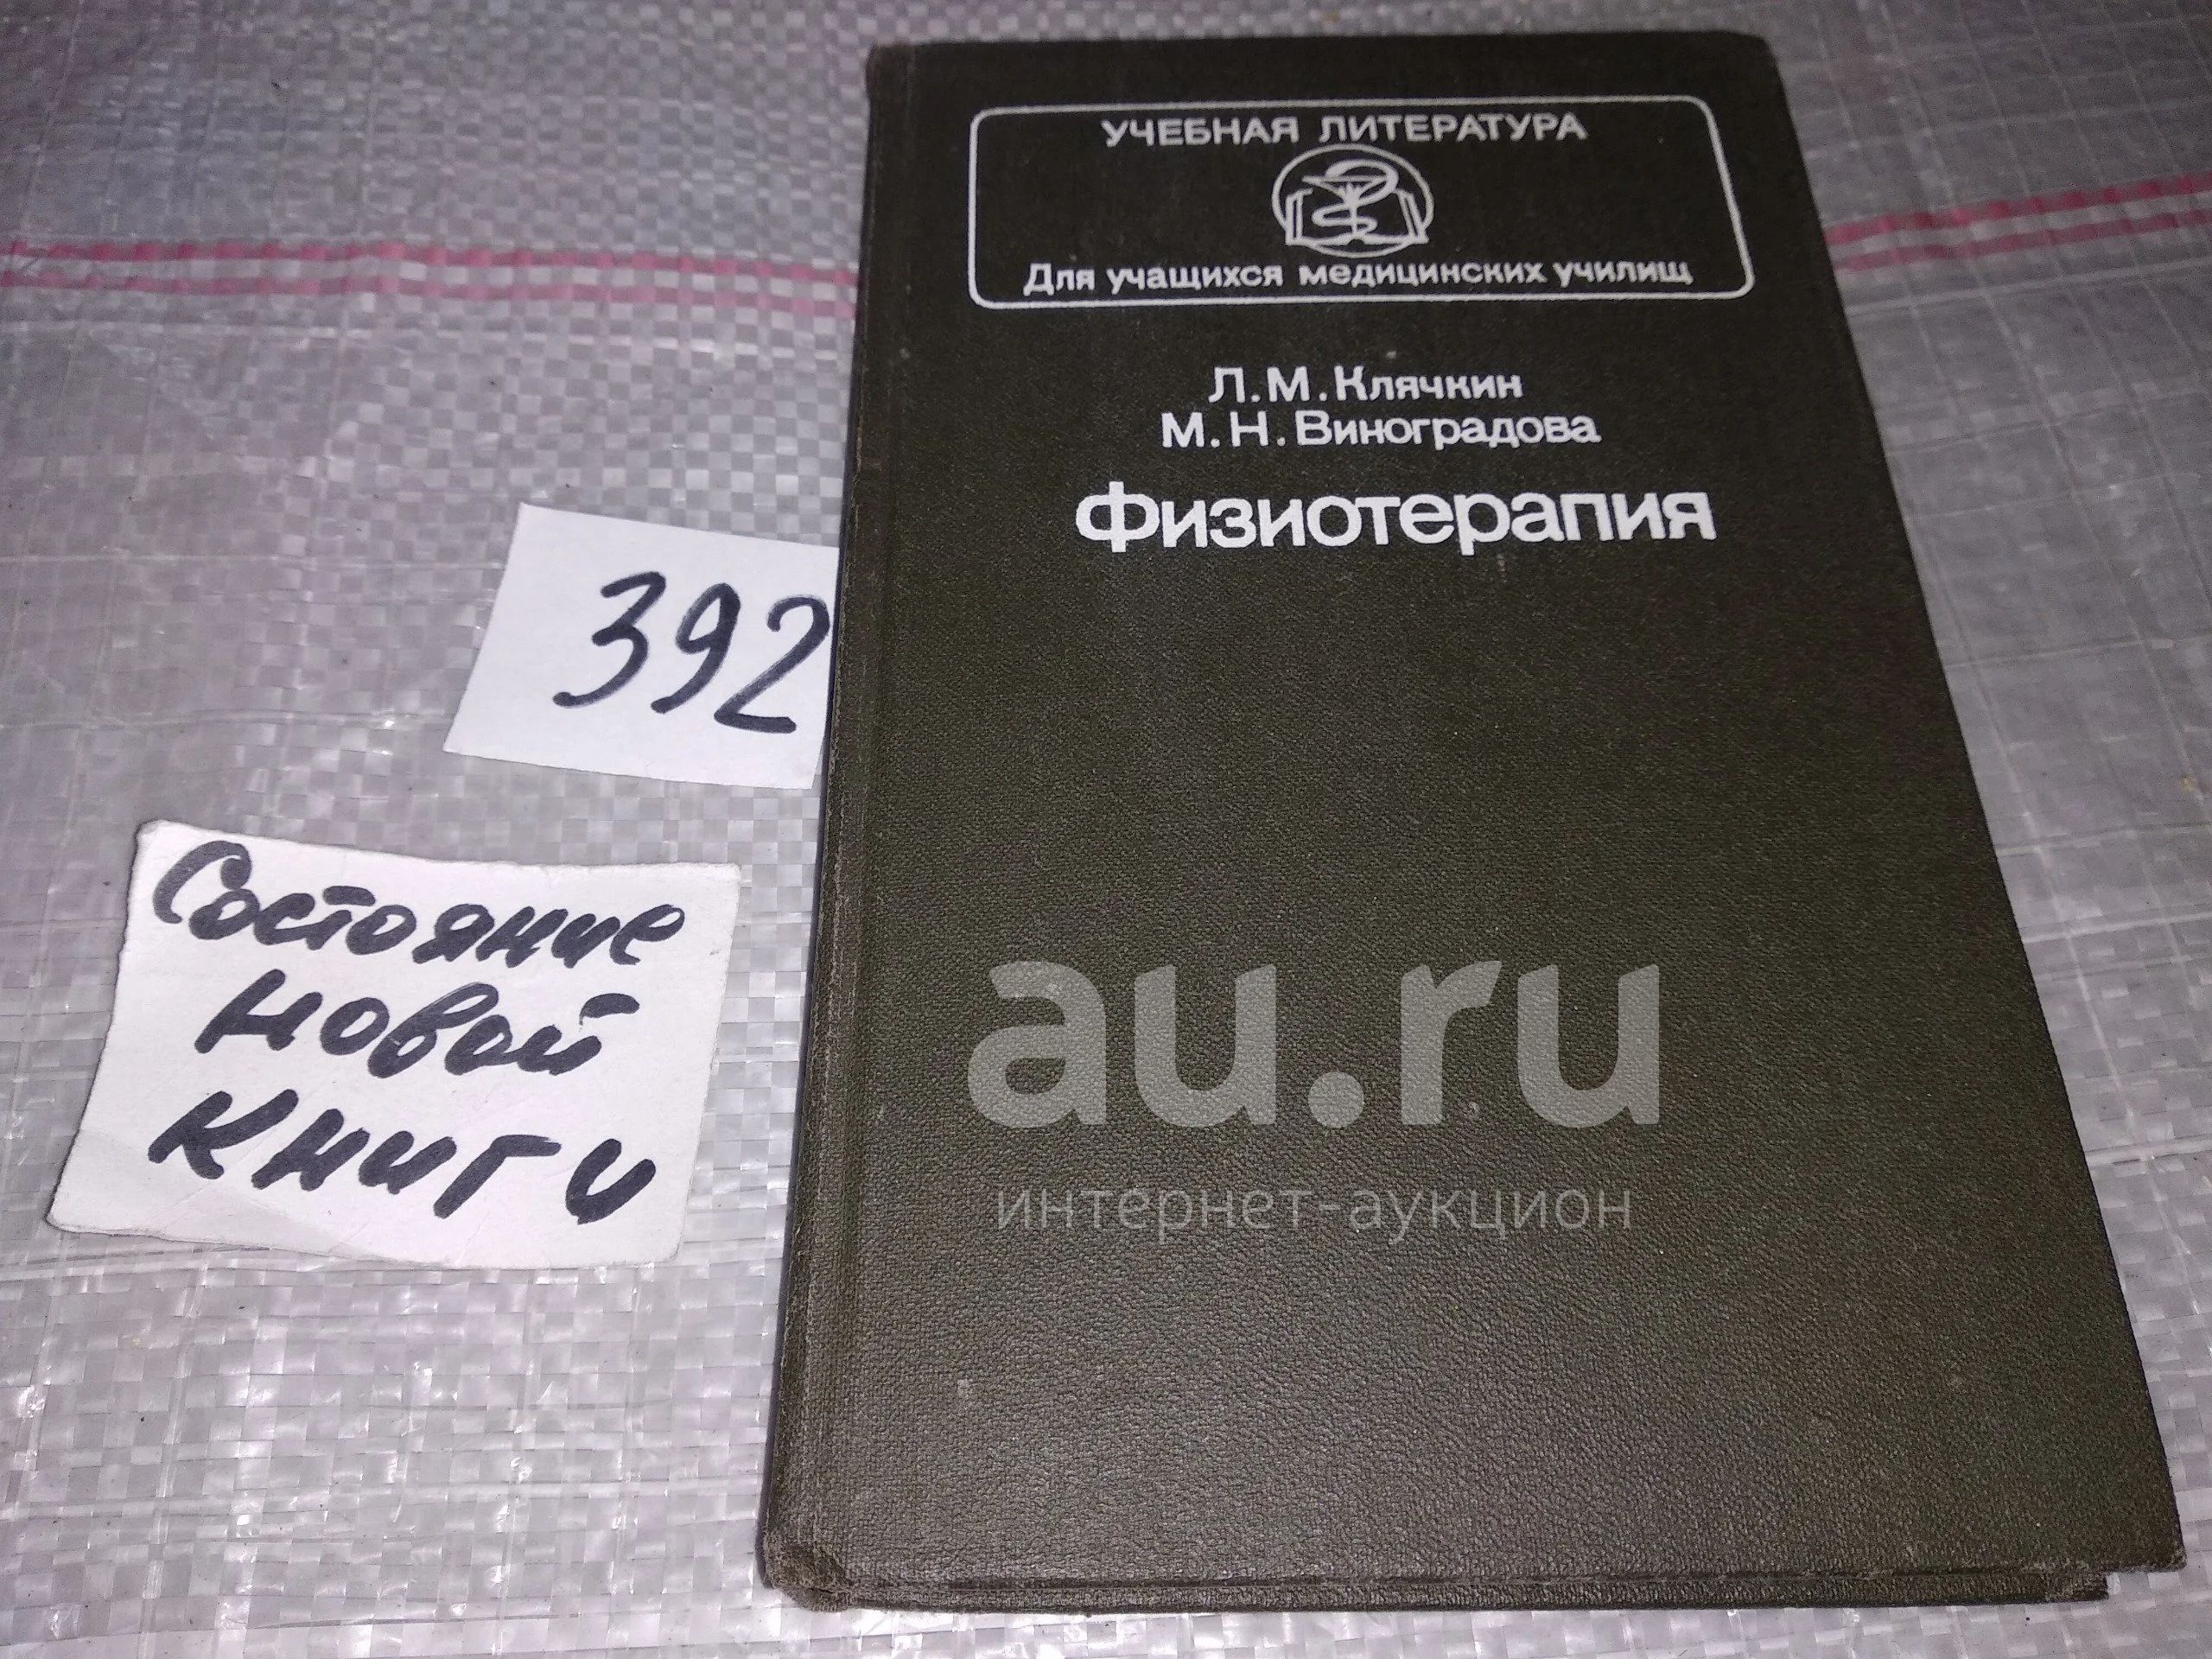 УЧЕБНАЯ ЛИТЕРАТУРА
Для учащихся медицинских училищ
Л.М.Клячкин
М.Н.Виноградова
Физиотерапия
392
Состояние
новой
книги
au.ru
интернет-аукцион